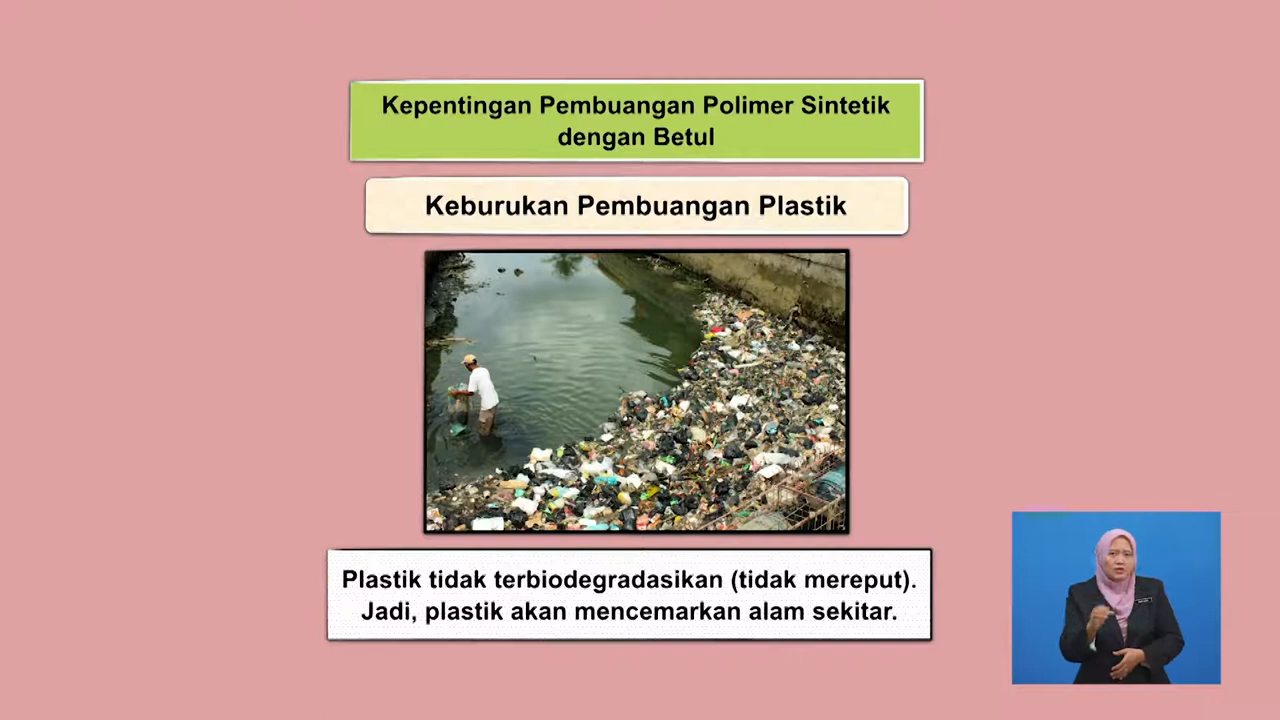 Kepentingan Pembuangan Polimer Sintetik
dengan Betul
Keburukan Pembuangan Plastik
Plastik tidak terbiodegradasikan (tidak mereput).
Jadi, plastik akan mencemarkan alam sekitar.